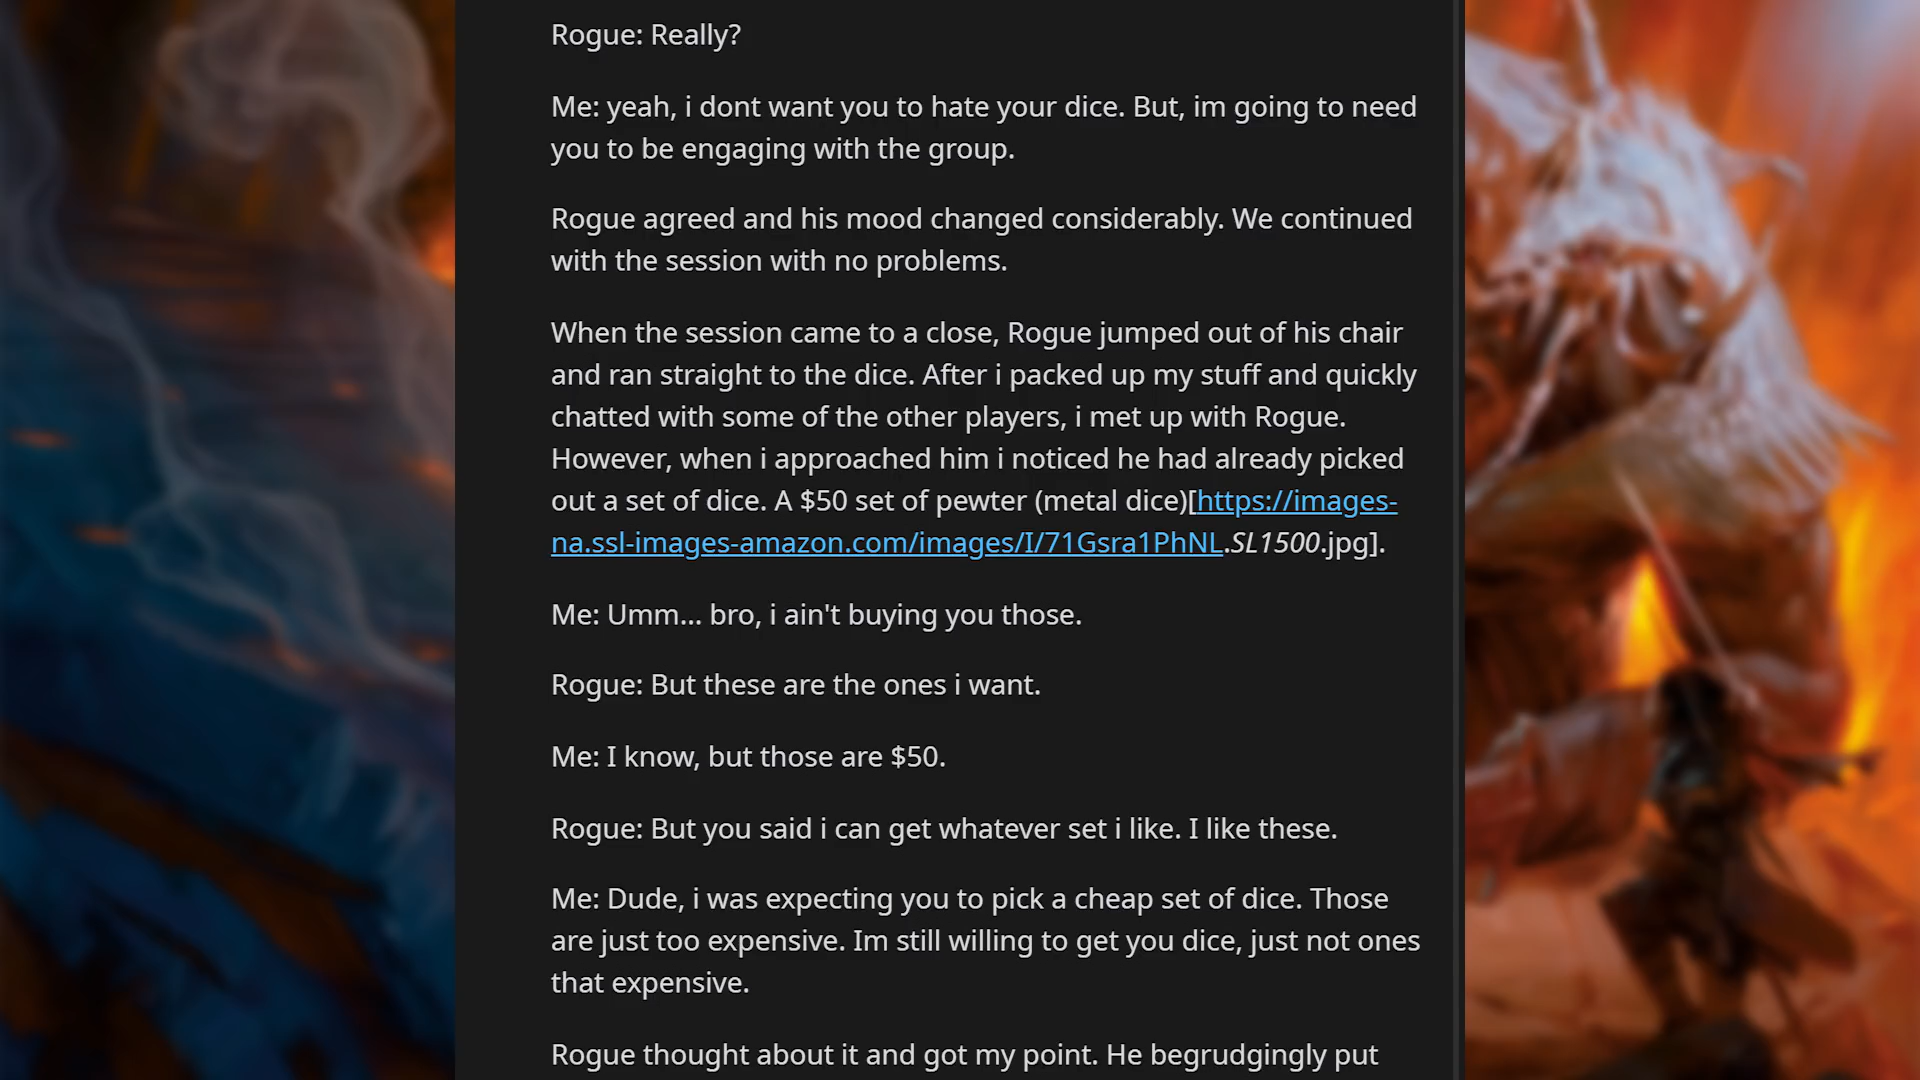 Rogue: Really?
Me: yeah, i dont want you to hate your dice. But, im going to need
you to be engaging with the group.
Rogue agreed and his mood changed considerably. We continued
with the session with no problems.
When the session came to a close, Rogue jumped out of his chair
and ran straight to the dice. After i packed up my stuff and quickly
chatted with some of the other players, i met up with Rogue.
However, when i approached him i noticed he had already picked
out a set of dice. A $50 set of pewter (metal dice)[https://images-
na.ssl-images-amazon.com/images/I/71Gsra1PhNL.SL1500.jpg].
Me: Umm... bro, i ain't buying you those.
Rogue: But these are the ones i want.
Me: I know, but those are $50.
Rogue: But you said i can get whatever set i like. I like these.
Me: Dude, i was expecting you to pick a cheap set of dice. Those
are just too expensive. Im still willing to get you dice, just not ones
that expensive.
Rogue thought about it and got my point. He begrudgingly put